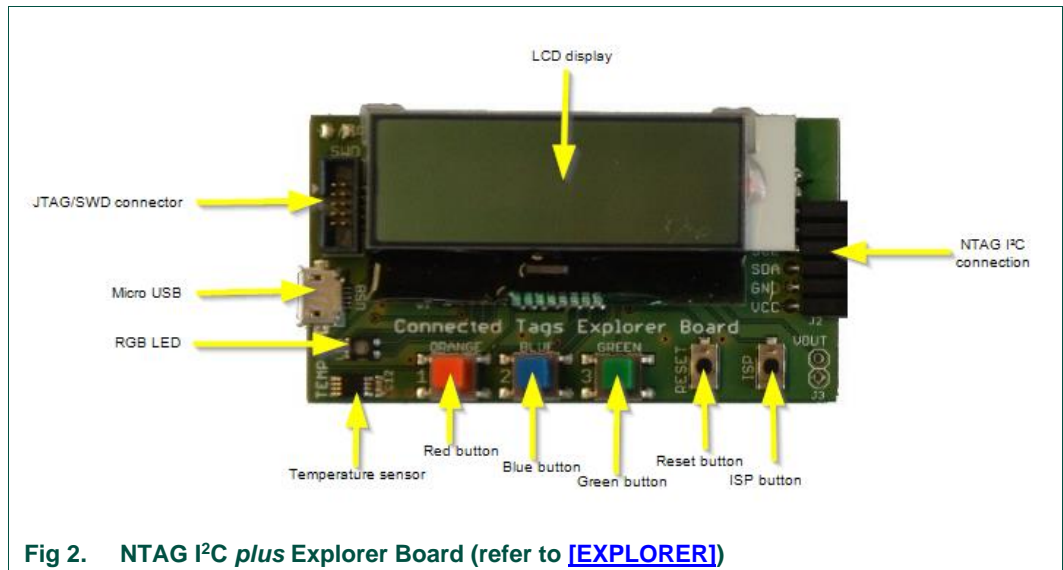 LCD display
SWD
JTAG/SWD connector
NTAG I²C
connection
SDA
GND
VCC
J2
Micro USB
USB
Connected Tags Explorer Board
VOUT
RGB LED
ORANGE
BLUE
GREEN
TEMP
1
2
3
RESET
ISP
J3
Red button
Blue button
Green button
Reset button
ISP button
Temperature sensor
Fig 2. NTAG I²C plus Explorer Board (refer to [EXPLORER])